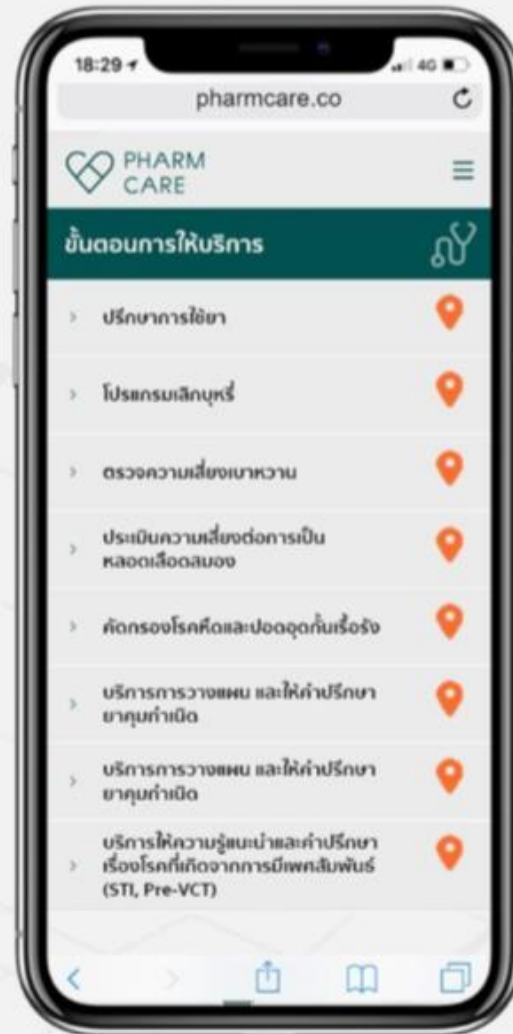 18:29
4G
pharmcare.co
PHARM
CARE
ขั้นตอนการให้บริการ
ปรึกษาการใช้ยา
โปรแกรมเลิกบุหรี่
ตรวจความเสี่ยงเบาหวาน
ประเมินความเสี่ยงต่อการเป็น
หลอดเลือดสมอง
คัดกรองโรคหืดและปอดอุดกั้นเรื้อรัง
บริการการวางแผน และให้คำปรึกษา
ยาคุมกำเนิด
บริการการวางแผน และให้คำปรึกษา
ยาคุมกำเนิด
บริการให้ความรู้แนะนำและคำปรึกษา
เรื่องโรคที่เกิดจากการมีเพศสัมพันธ์
(STI, Pre-VCT)